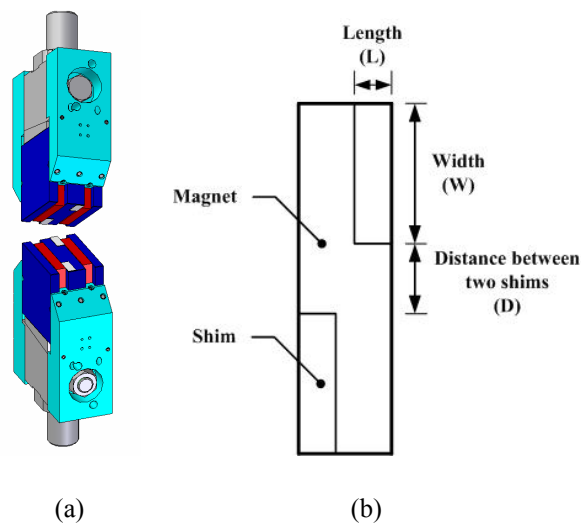 Length
(L)
Width
(W)
Magnet
Distance between
two shims
(D)
Shim
(a)
(b)